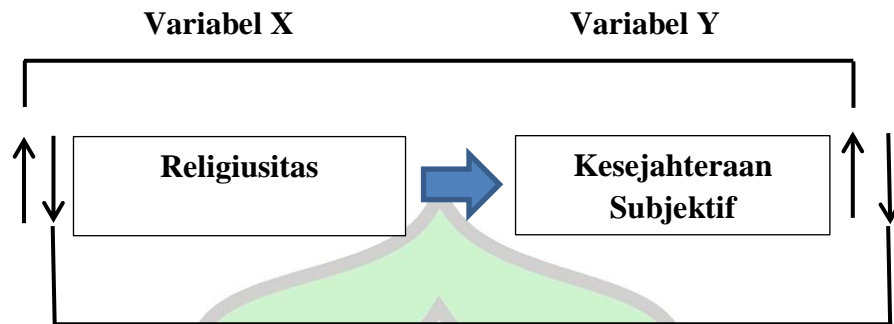 Variabel X
Variabel Y
Religiusitas
Kesejahteraan
Subjektif